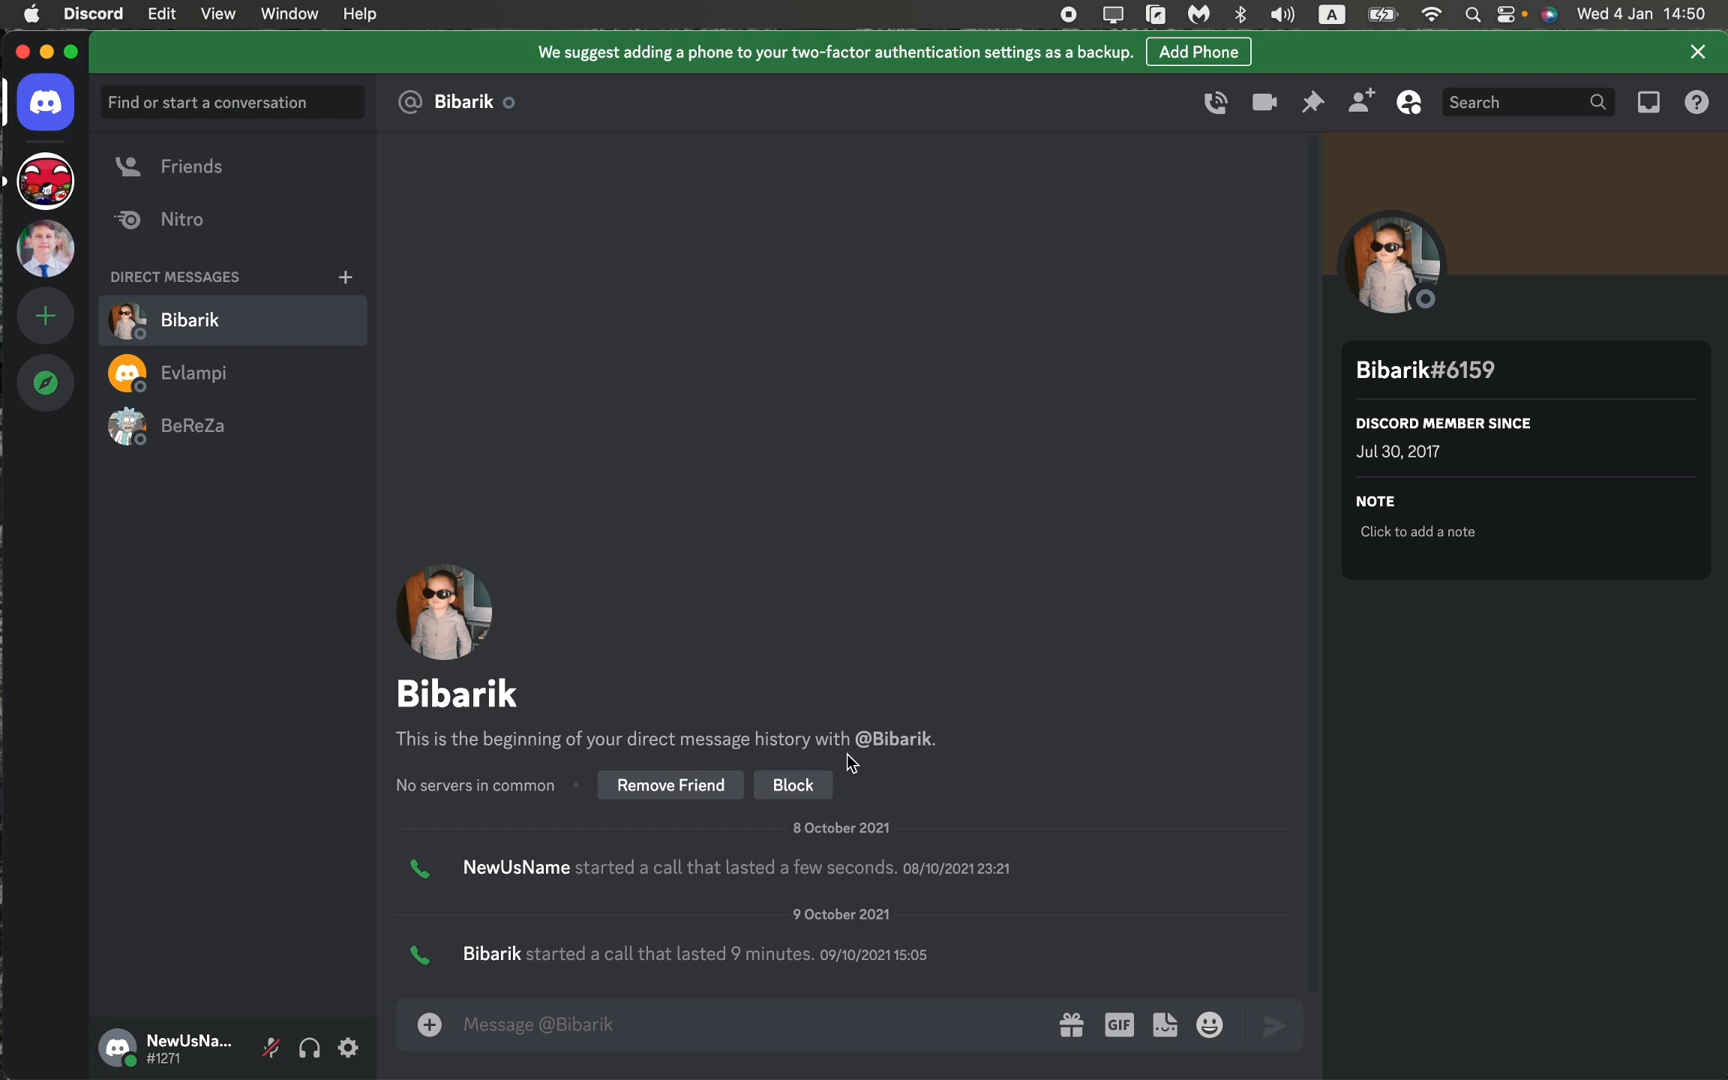 Discord Edit View Window Help
A
Wed 4 Jan 14:50
We suggest adding a phone to your two-factor authentication settings as a backup. Add Phone
Find or start a conversation
Bibarik
Search
Friends
Nitro
DIRECT MESSAGES
Bibarik
Evlampi
BeReZa
Bibarik#6159
DISCORD MEMBER SINCE
Jul 30, 2017
NOTE
Click to add a note
Bibarik
This is the beginning of your direct message history with @Bibarik.
No servers in common Remove Friend Block
8 October 2021
NewUsName started a call that lasted a few seconds. 08/10/2021 23:21
9 October 2021
Bibarik started a call that lasted 9 minutes. 09/10/2021 15:05
Message @Bibarik
GIF
NewUsNa...
#1271